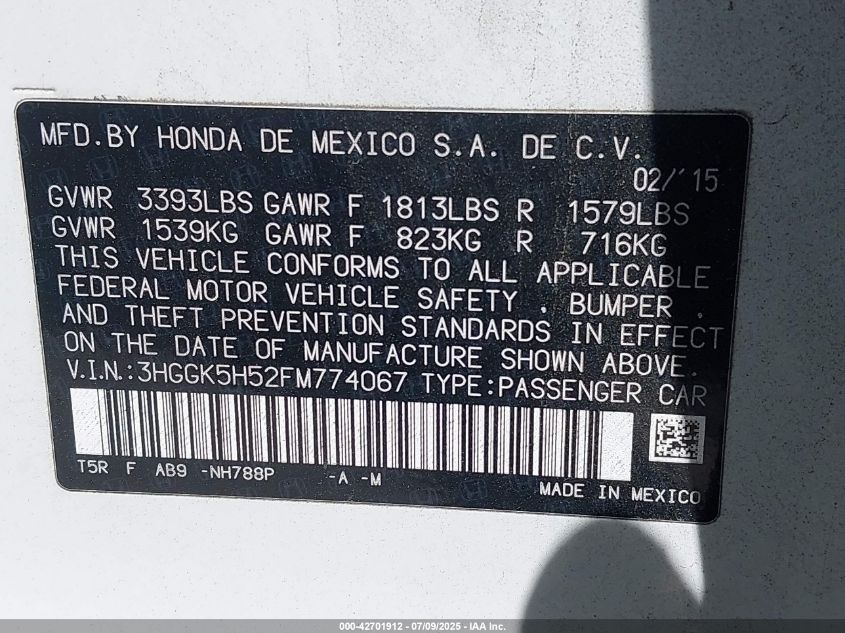 MFD.BY HONDA DE MEXICO S.A. DE C.V.
02/'15
GVWR 3393LBS GAWR F 1813LBS R 1579LBS
GVWR 1539KG GAWR F 823KG R 716KG
THIS VEHICLE CONFORMS TO ALL APPLICABLE
FEDERAL MOTOR VEHICLE SAFETY , BUMPER ,
AND THEFT PREVENTION STANDARDS IN EFFECT
ON THE DATE OF MANUFACTURE SHOWN ABOVE.
V.I.N.:3HGGK5H52FM774067 TYPE:PASSENGER CAR
T5R F AB9 -NH788P -A -M
MADE IN MEXICO
000-42701912 - 07/09/2025 - IAA Inc.